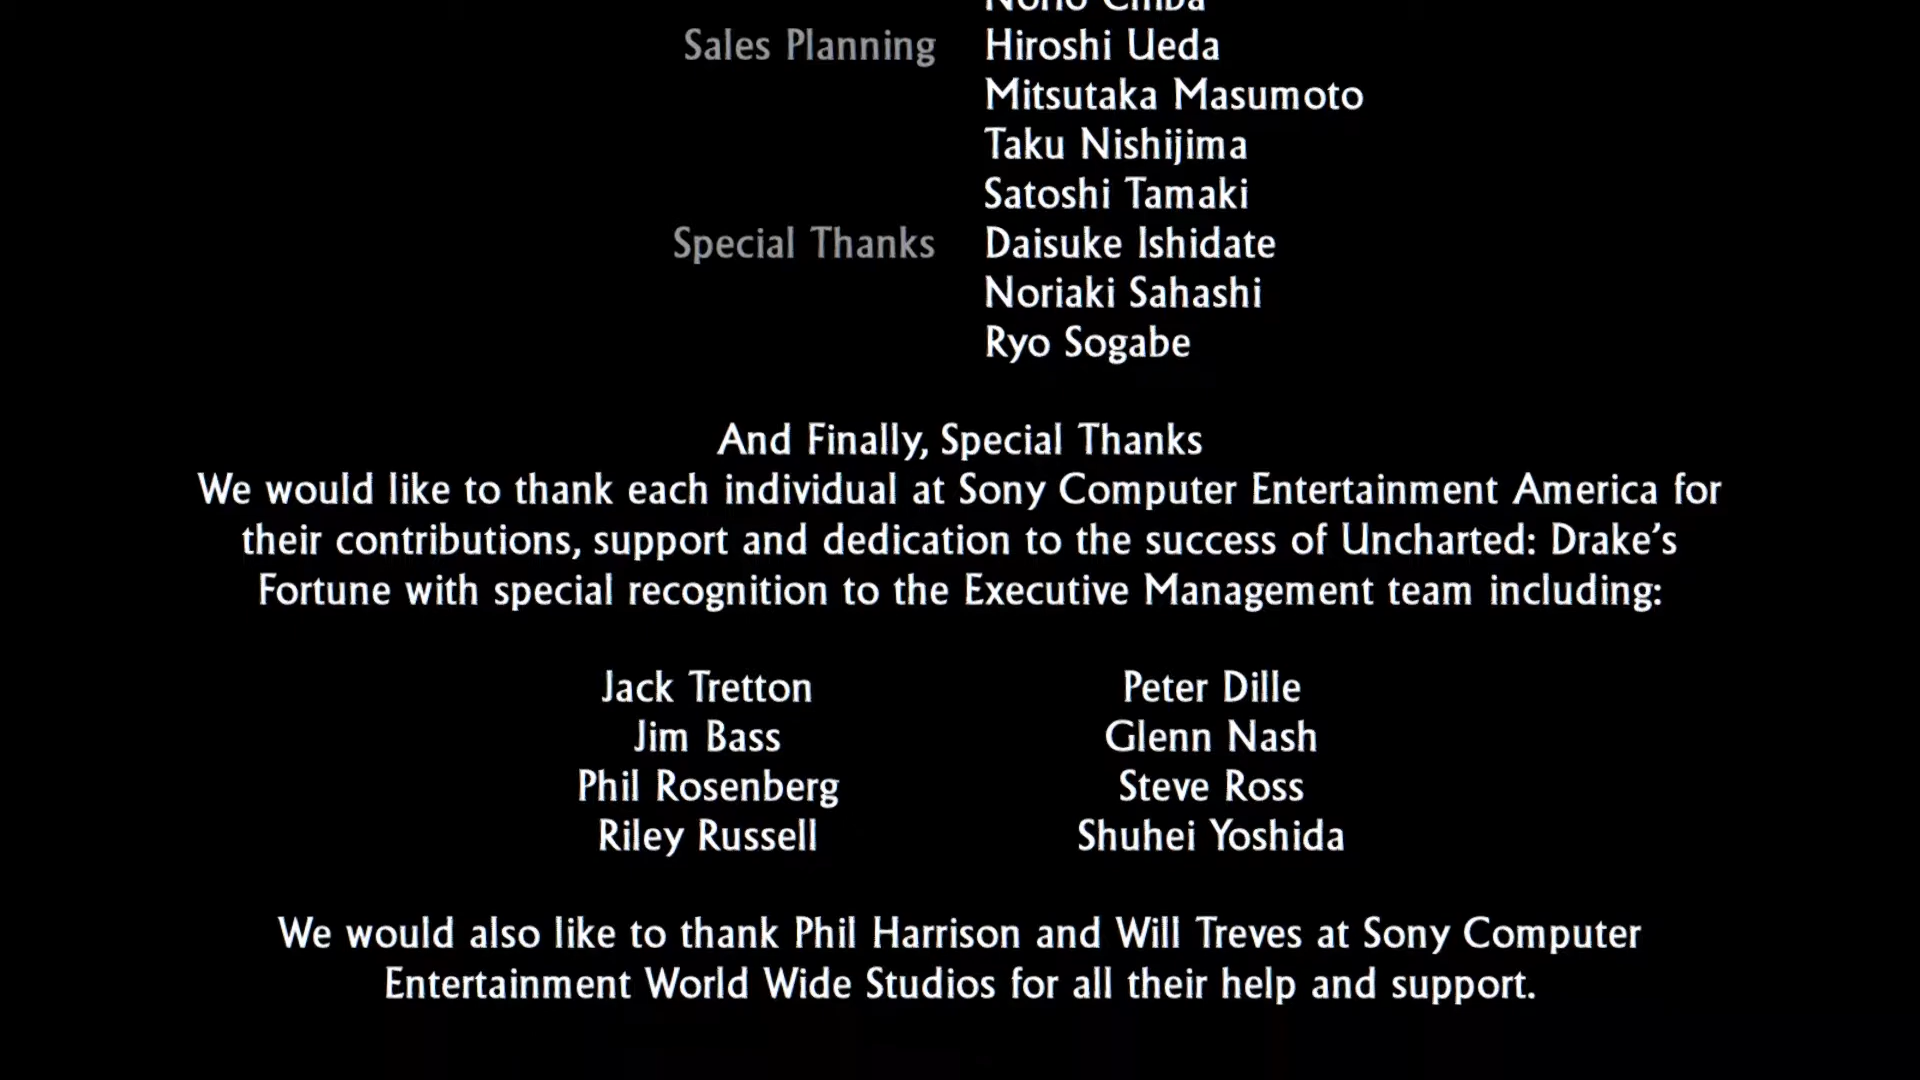 Norio Chiba
Sales Planning Hiroshi Ueda
Mitsutaka Masumoto
Taku Nishijima
Satoshi Tamaki
Special Thanks Daisuke Ishidate
Noriaki Sahashi
Ryo Sogabe
And Finally, Special Thanks
We would like to thank each individual at Sony Computer Entertainment America for
their contributions, support and dedication to the success of Uncharted: Drake’s
Fortune with special recognition to the Executive Management team including:
Jack Tretton Peter Dille
Jim Bass Glenn Nash
Phil Rosenberg Steve Ross
Riley Russell Shuhei Yoshida
We would also like to thank Phil Harrison and Will Treves at Sony Computer
Entertainment World Wide Studios for all their help and support.